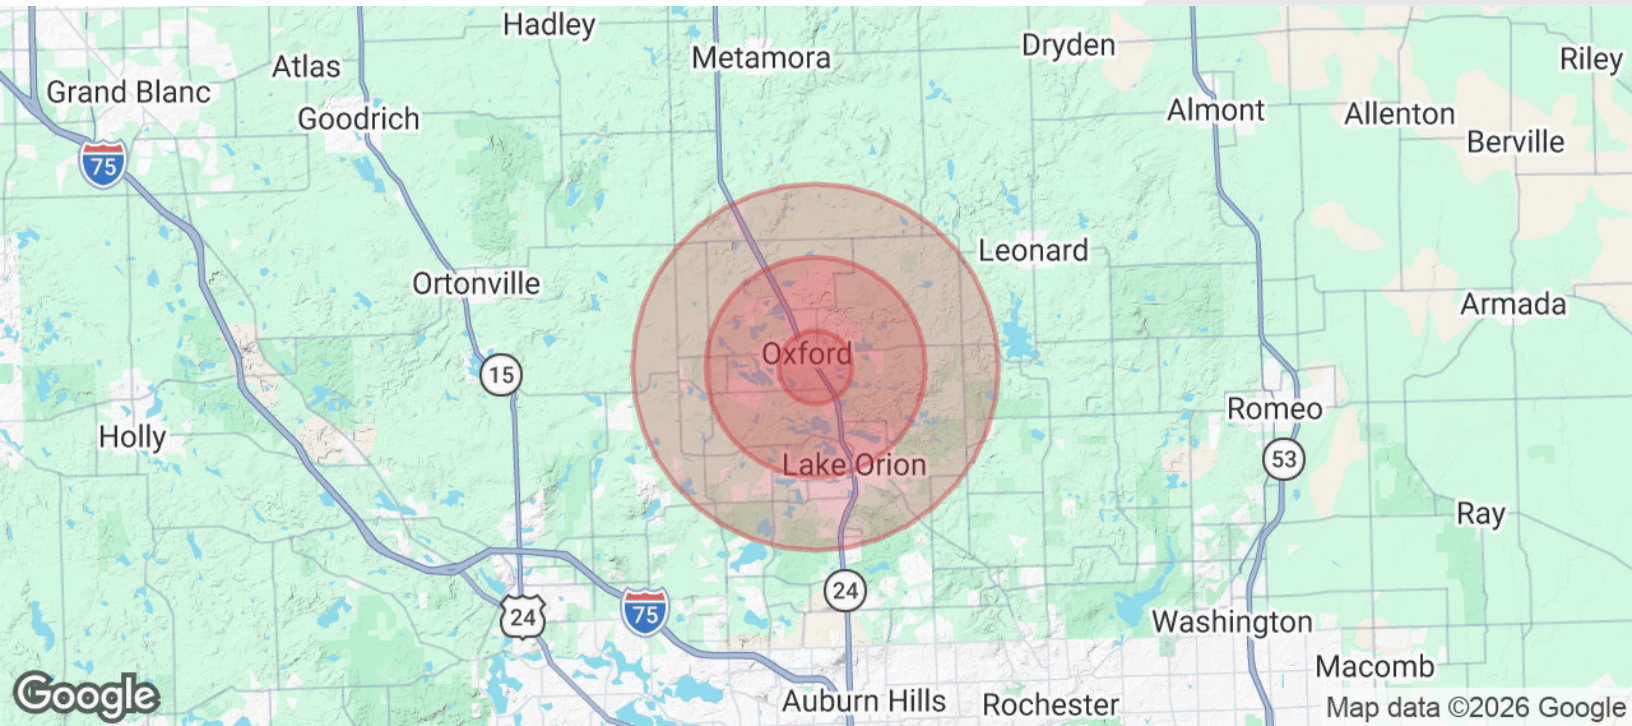 Hadley
Metamora
Dryden
Riley
Atlas
Grand Blanc
Goodrich
Almont
Allenton
Berville
75
Leonard
Ortonville
Armada
Oxford
15
Romeo
Holly
53
Lake Orion
Ray
24
75
24
Washington
Macomb
Google
Auburn Hills
Rochester
Map data ©2026 Google